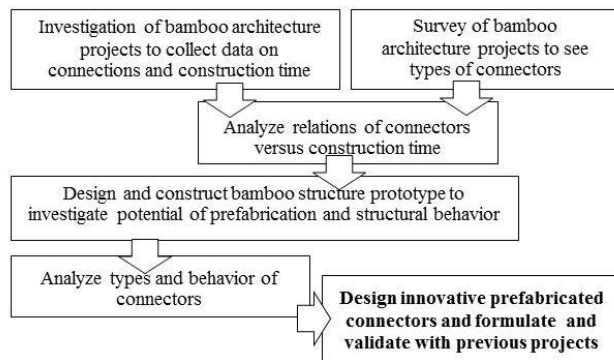 Investigation of bamboo architecture
projects to collect data on
connections and construction time
Survey of bamboo
architecture projects to see
types of connectors
Analyze relations of connectors
versus construction time
Design and construct bamboo structure prototype to
investigate potential of prefabrication and structural behavior
Analyze types and behavior of
connectors
Design innovative prefabricated
connectors and formulate and
validate with previous projects